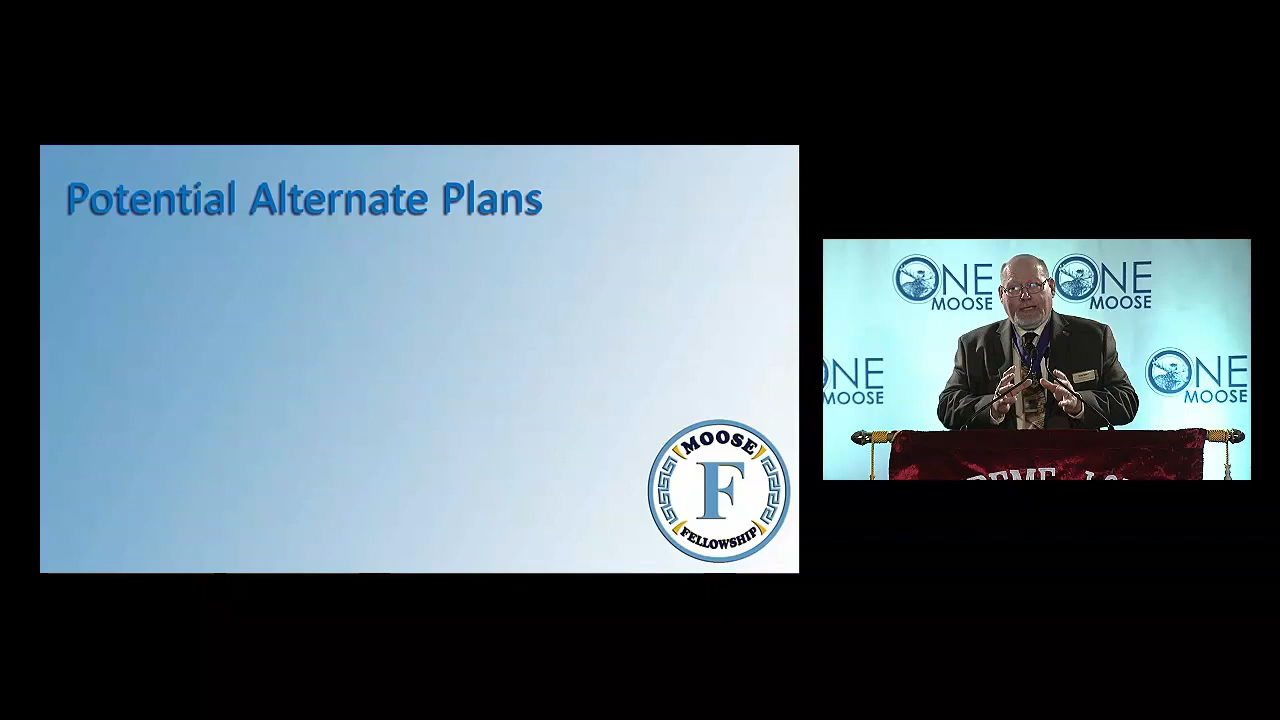 Potential Alternate Plans
MOOSE
F
FELLOWSHIP
ONE
MOOSE
ONE
MOOSE
NE
MOOSE
ONE
MOOSE